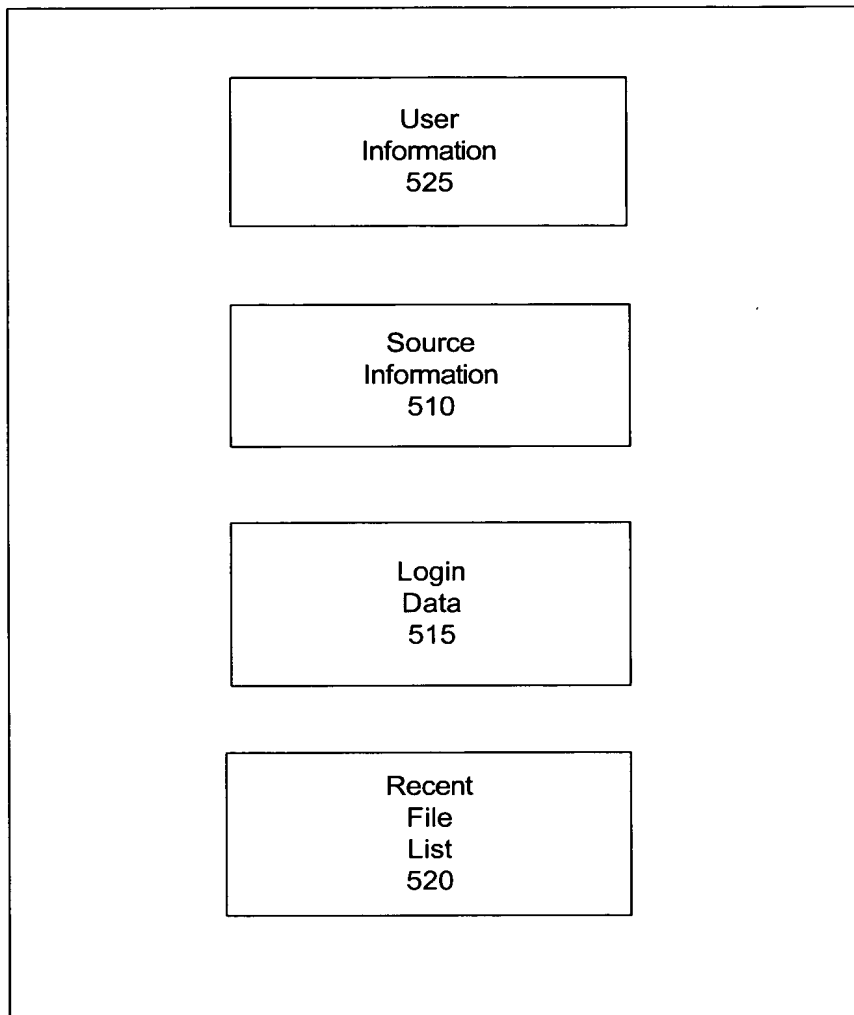 User
Information
525
Source
Information
510
Login
Data
515
Recent
File
List
520